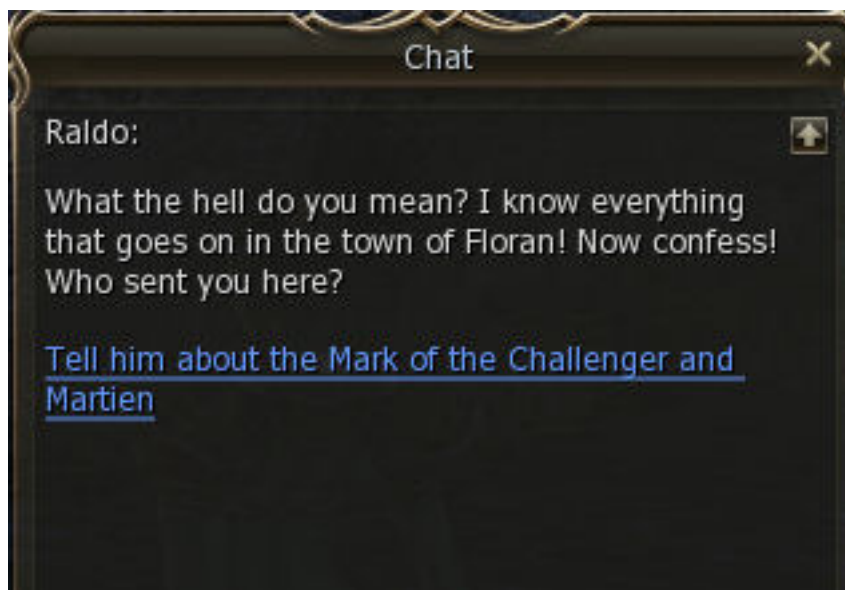 Chat
Raldo:
What the hell do you mean? I know everything
that goes on in the town of Floran! Now confess!
Who sent you here?
Tell him about the Mark of the Challenger and
Martien